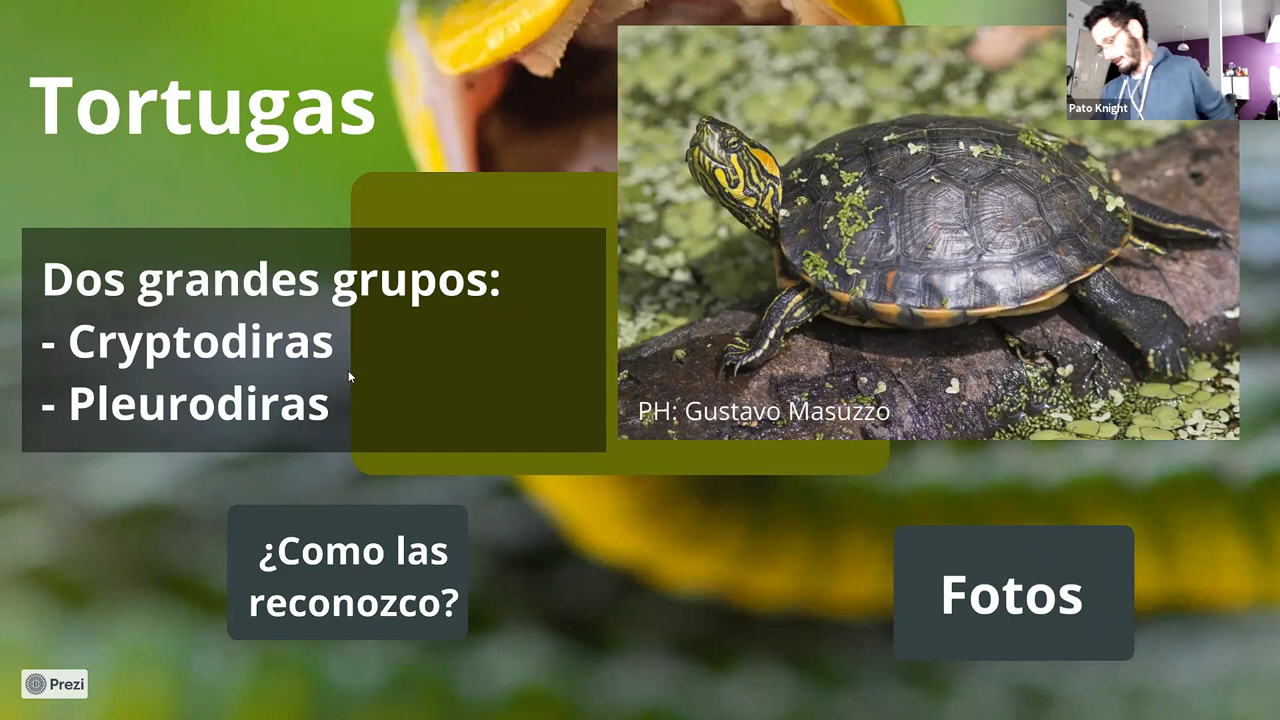 Tortugas
Pato Knight
Dos grandes grupos:
- Cryptodiras
- Pleurodiras
PH: Gustavo Masuzzo
¿Como las
reconozco?
Fotos
Prezi